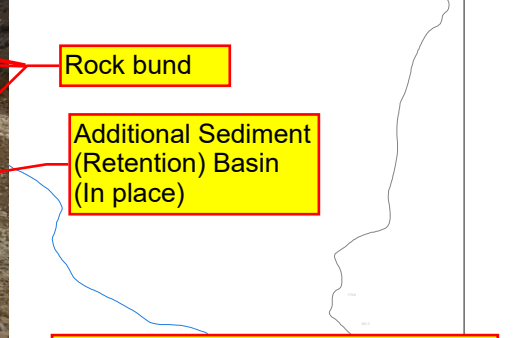 Rock bund
Additional Sediment
(Retention) Basin
(In place)